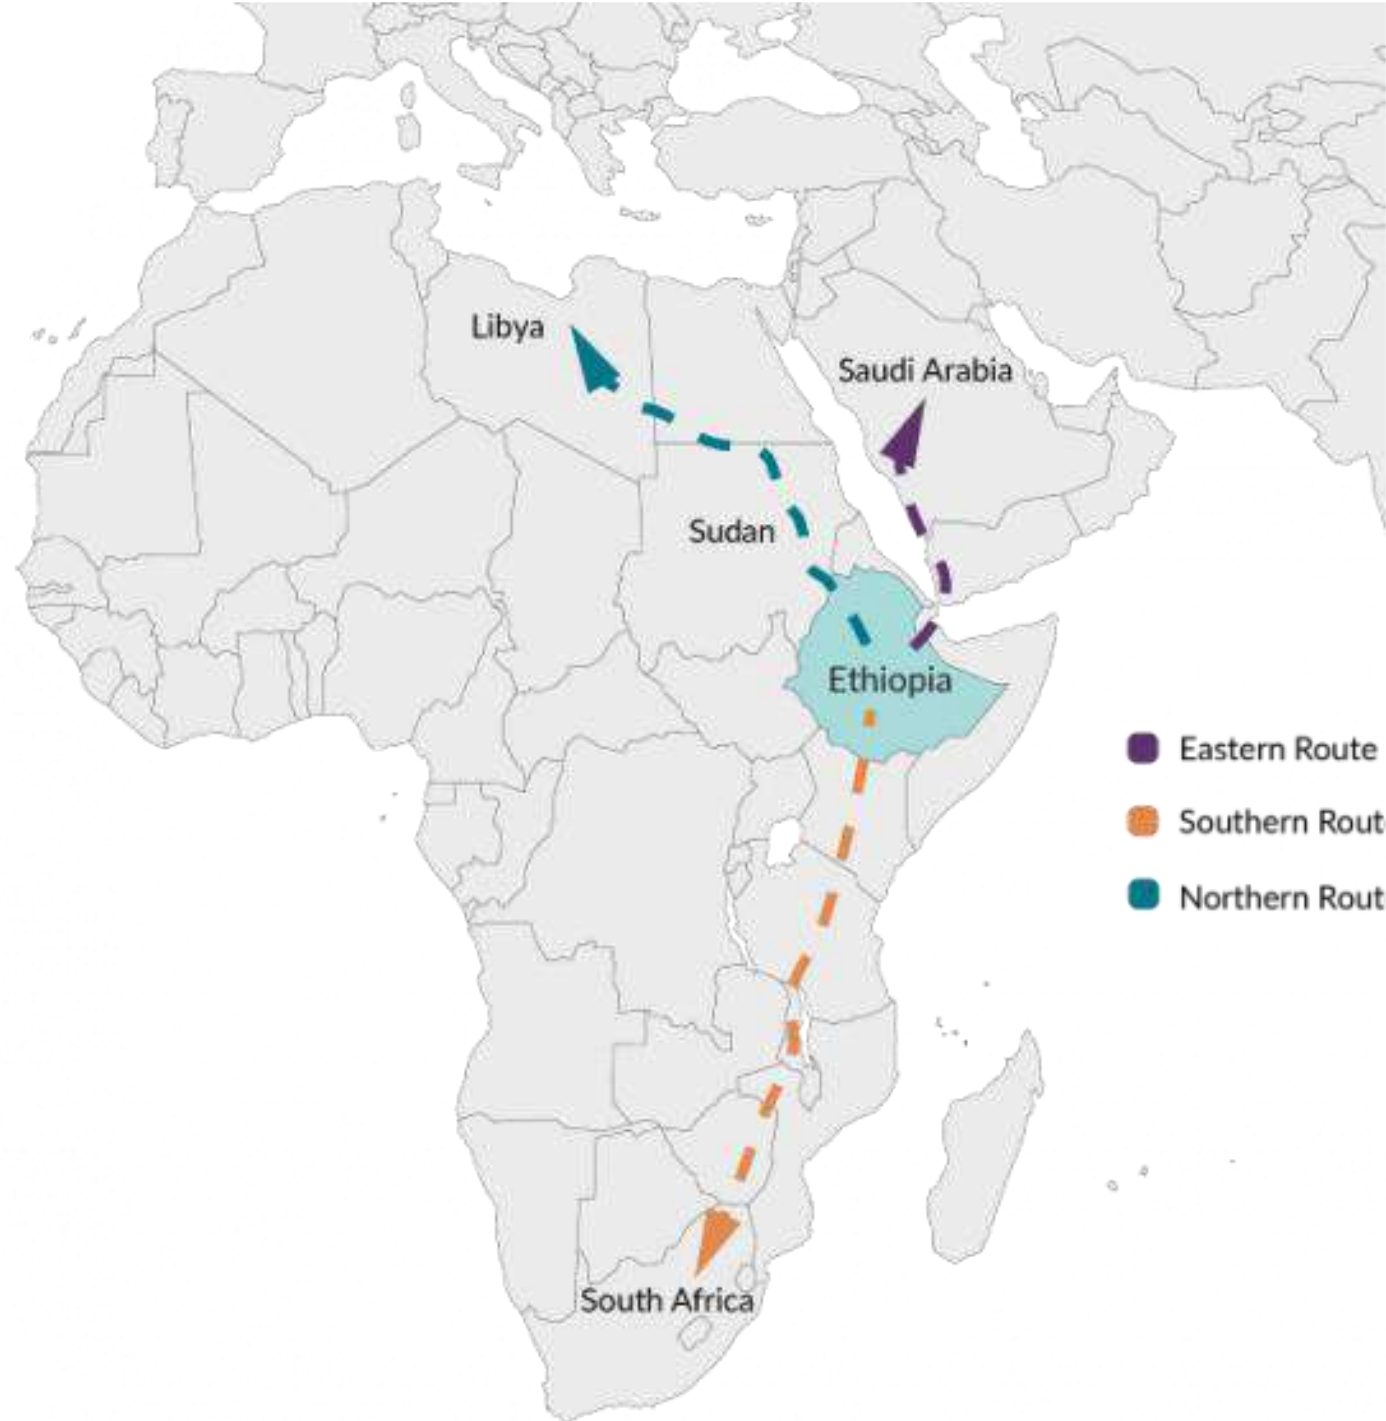 Libya
Saudi Arabia
Sudan
Ethiopia
Eastern Route
Southern Rout
Northern Rout
South Africa